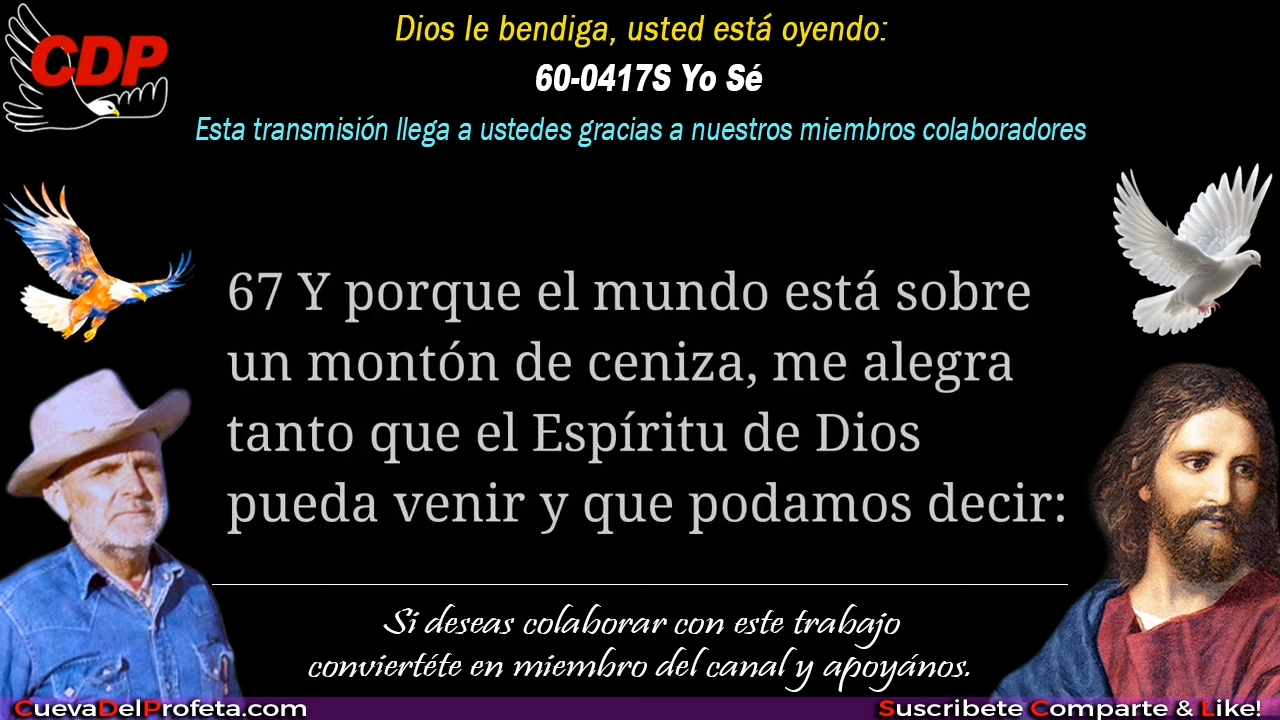 CDP
Dios le bendiga, usted está oyendo:
60-0417S Yo Sé
Esta transmisión llega a ustedes gracias a nuestros miembros colaboradores
67 Y porque el mundo está sobre
un montón de ceniza, me alegra
tanto que el Espíritu de Dios
pueda venir y que podamos decir:
Si deseas colaborar con este trabajo
conviertéte en miembro del canal y apoyános.
CuevaDelProfeta.com
Suscribete Comparte & Like!